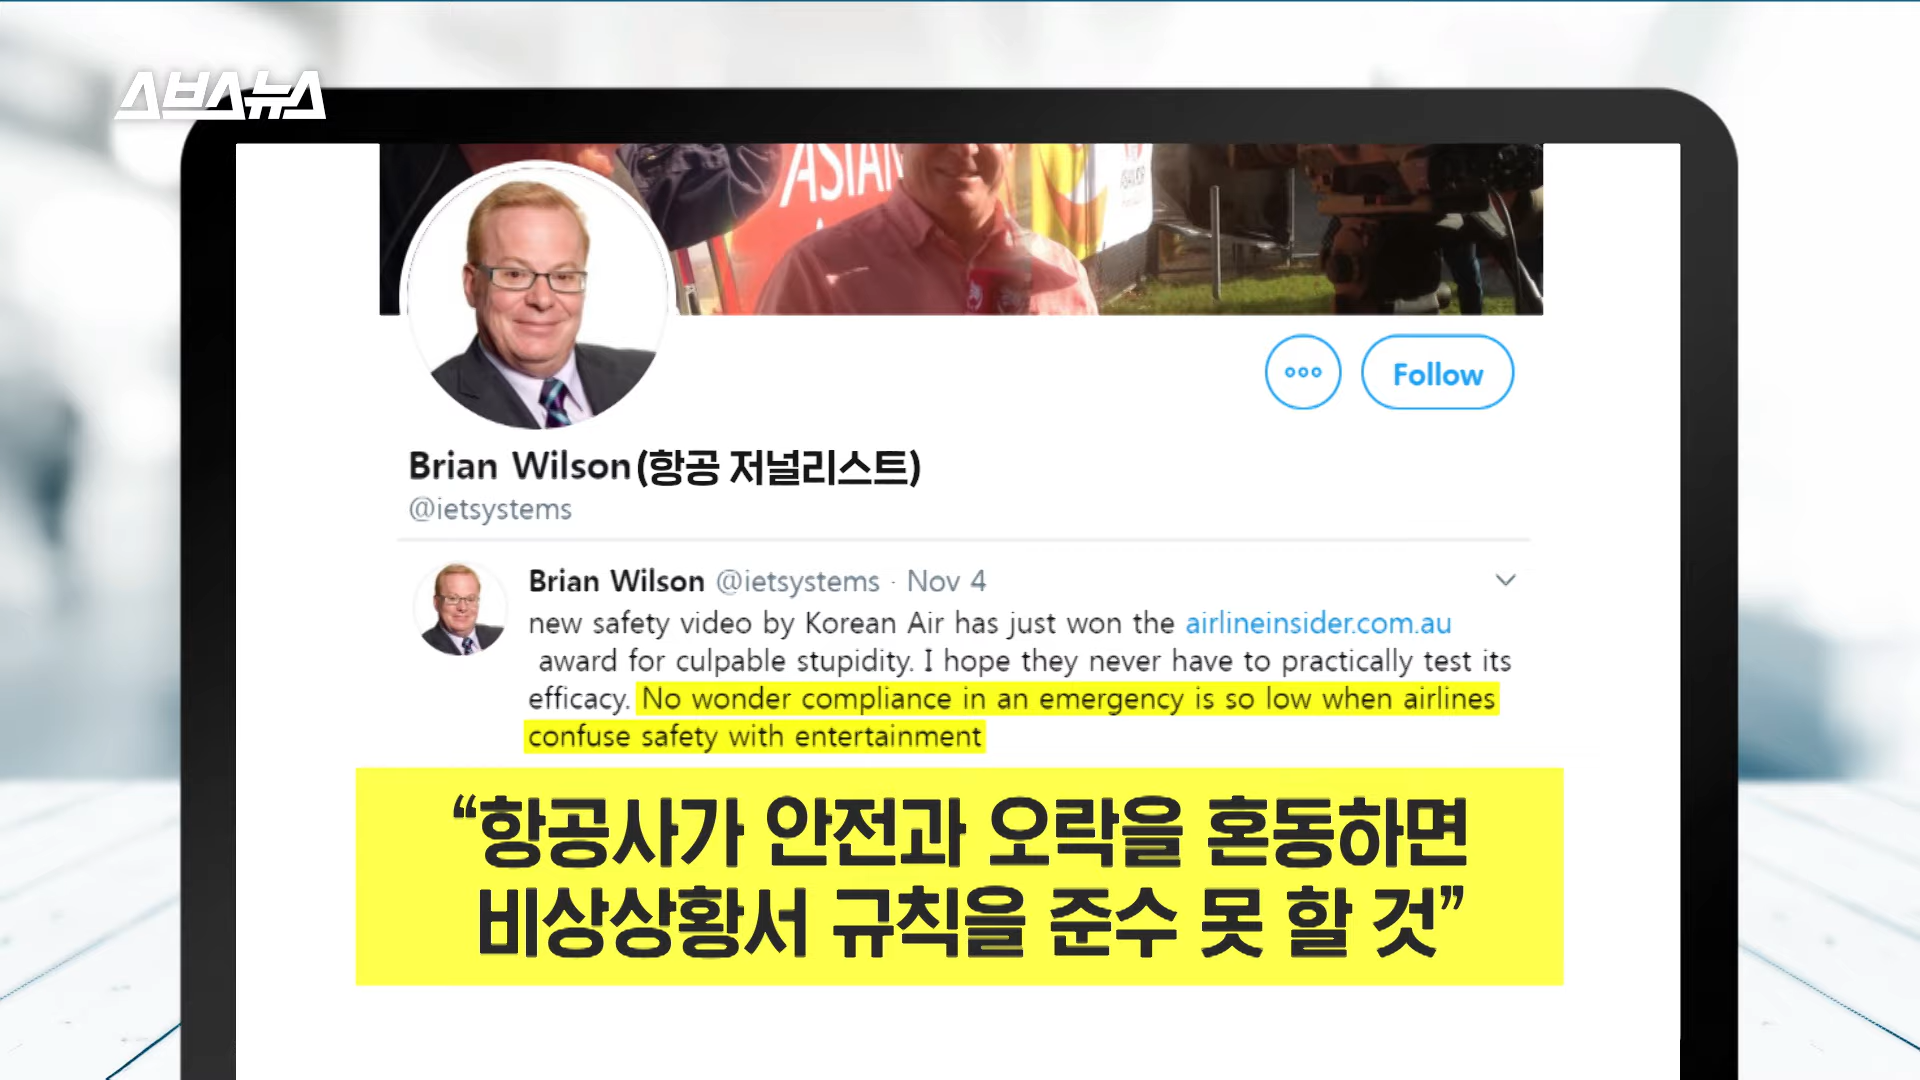 스브스뉴스
ASIAN
Follow
Brian Wilson(항공 저널리스트)
@ietsystems
Brian Wilson @ietsystems · Nov 4
new safety video by Korean Air has just won the airlineinsider.com.au
award for culpable stupidity. I hope they never have to practically test its
efficacy. No wonder compliance in an emergency is so low when airlines
confuse safety with entertainment
“항공사가 안전과 오락을 혼동하면
비상상황서 규칙을 준수 못 할 것”